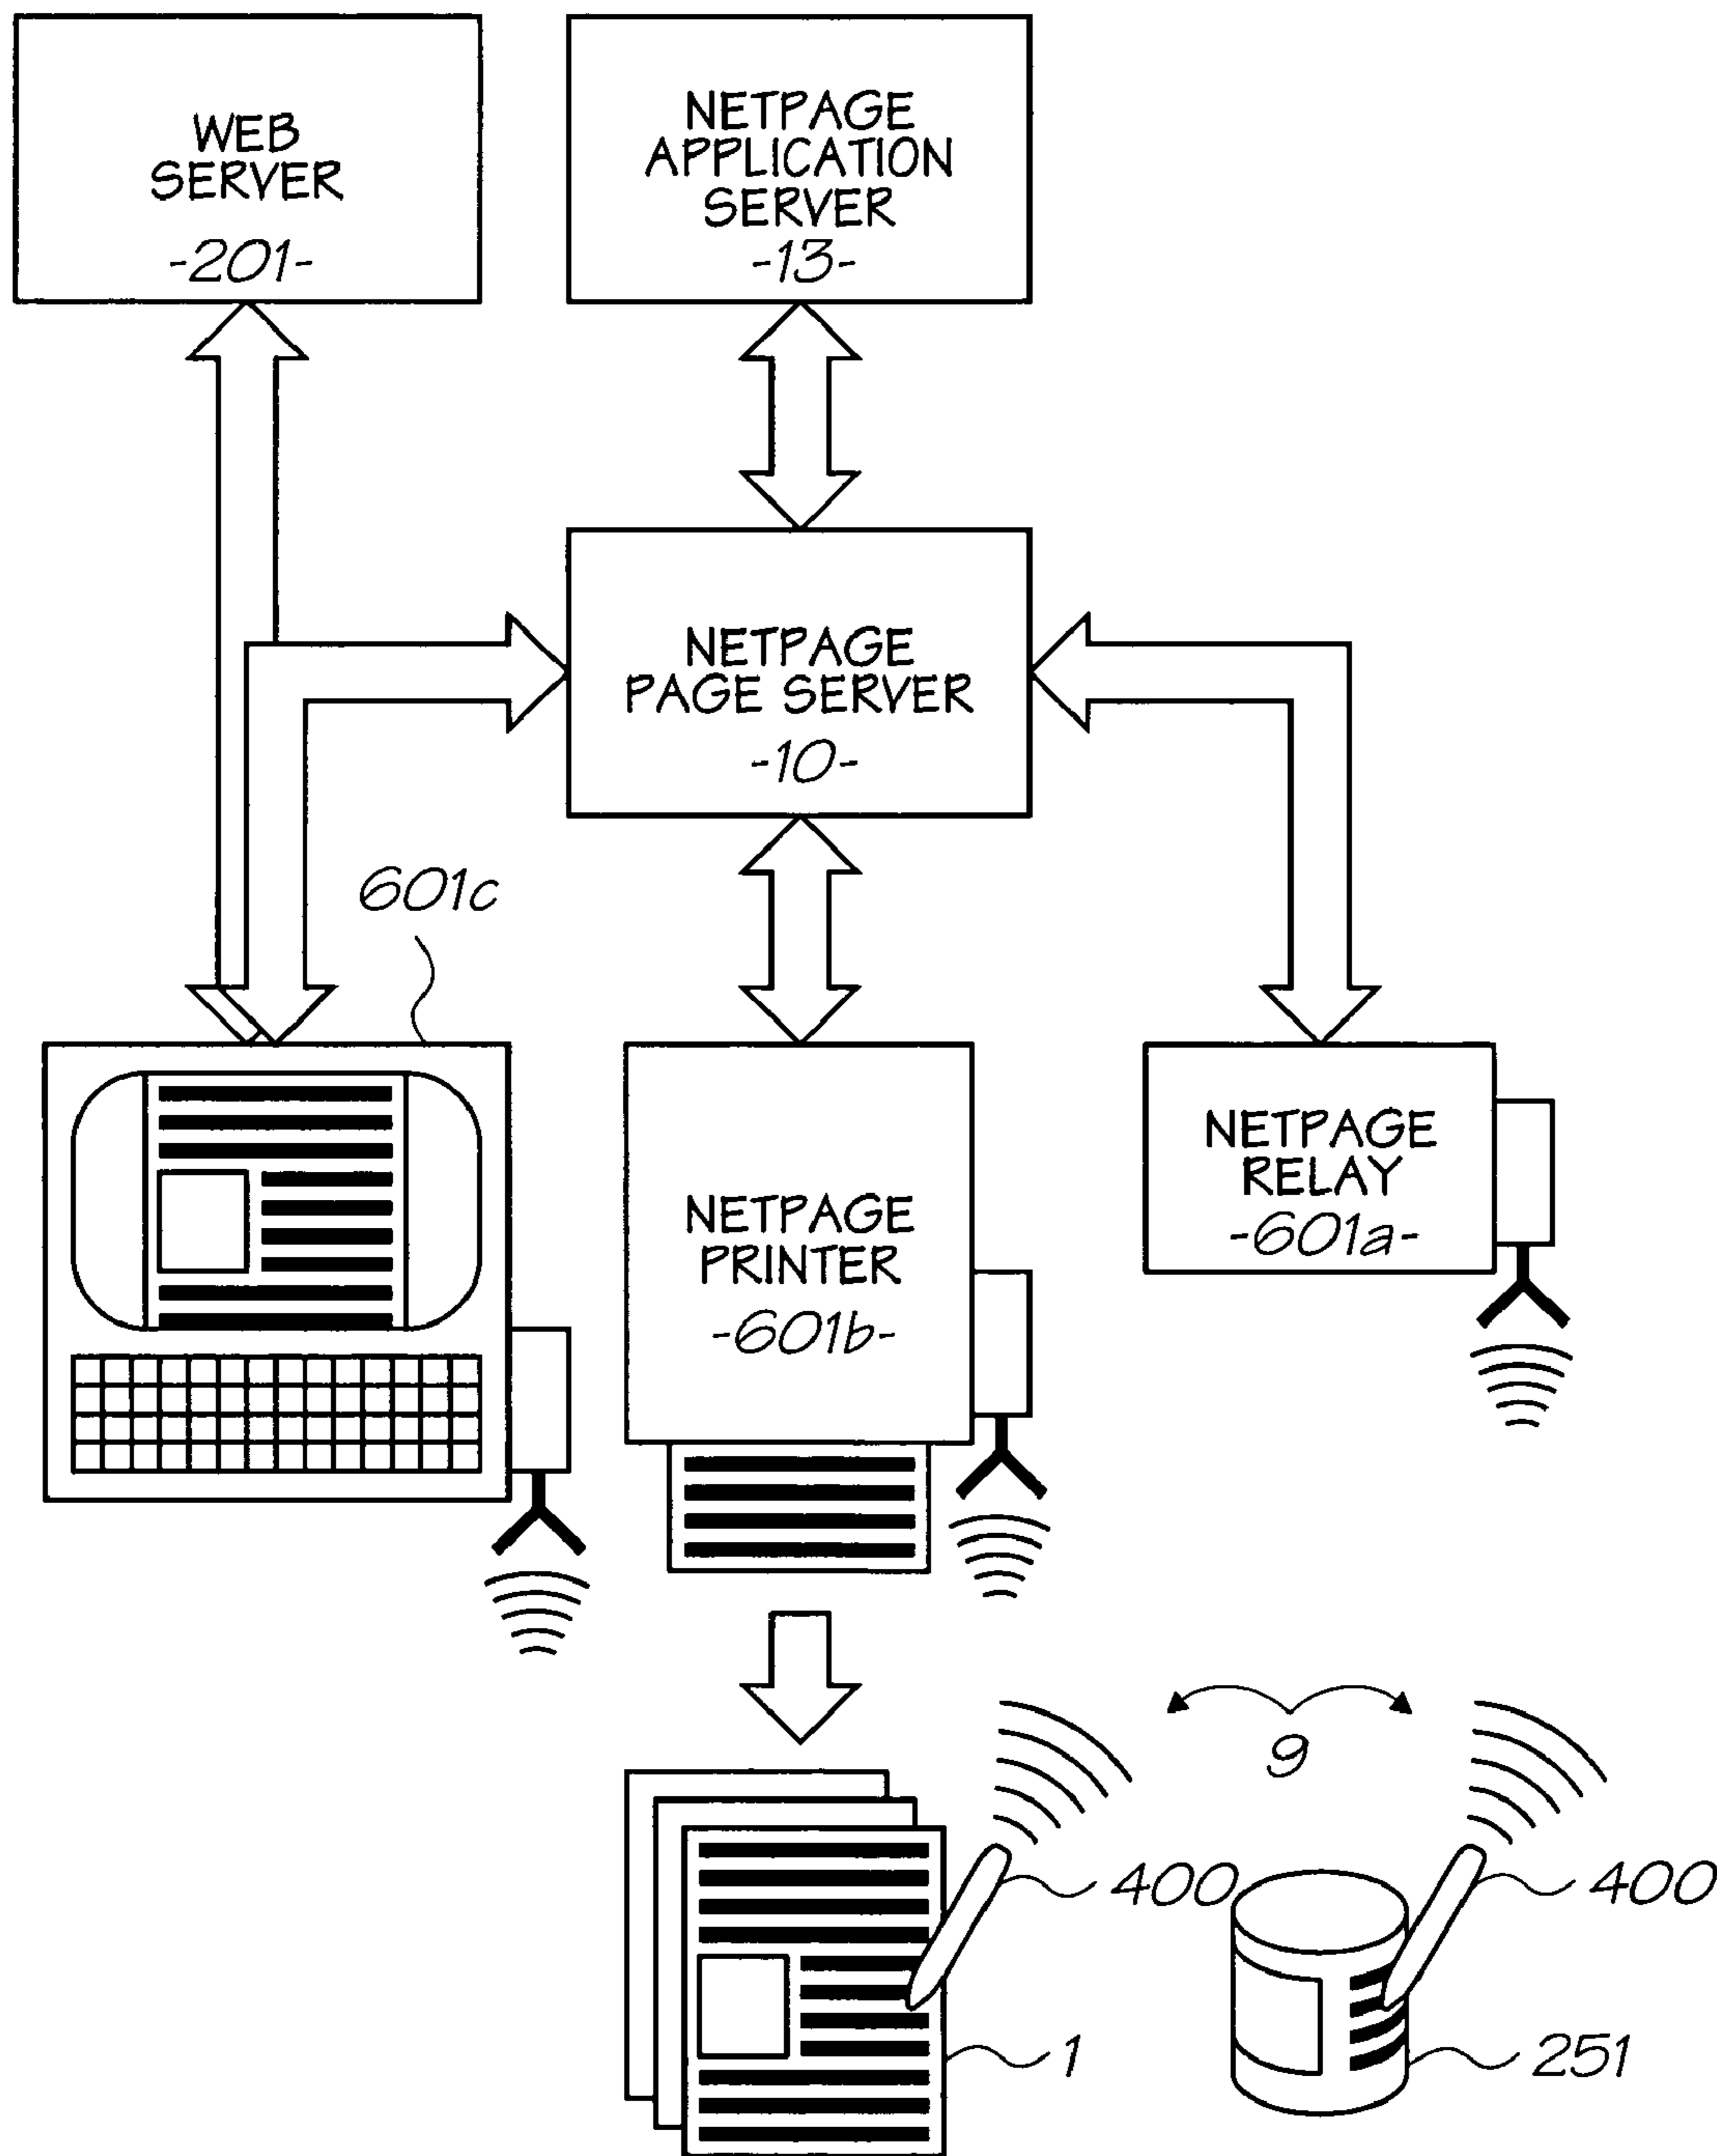 WEB
SERVER
-201-
NETPAGE
APPLICATION
SERVER
-13-
NETPAGE
PAGE SERVER
-10-
601c
NETPAGE
PRINTER
-601b-
NETPAGE
RELAY
-601a-
9
400
400
1
251